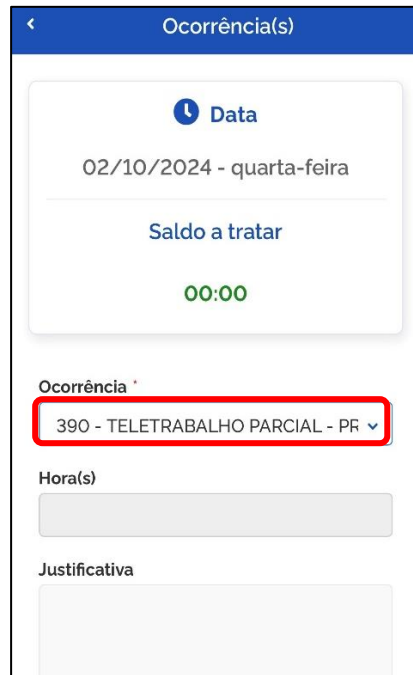 Ocorrência(s)
Data
02/10/2024 - quarta-feira
Saldo a tratar
00:00
Ocorrência *
390 - TELETRABALHO PARCIAL - PR
Hora(s)
Justificativa